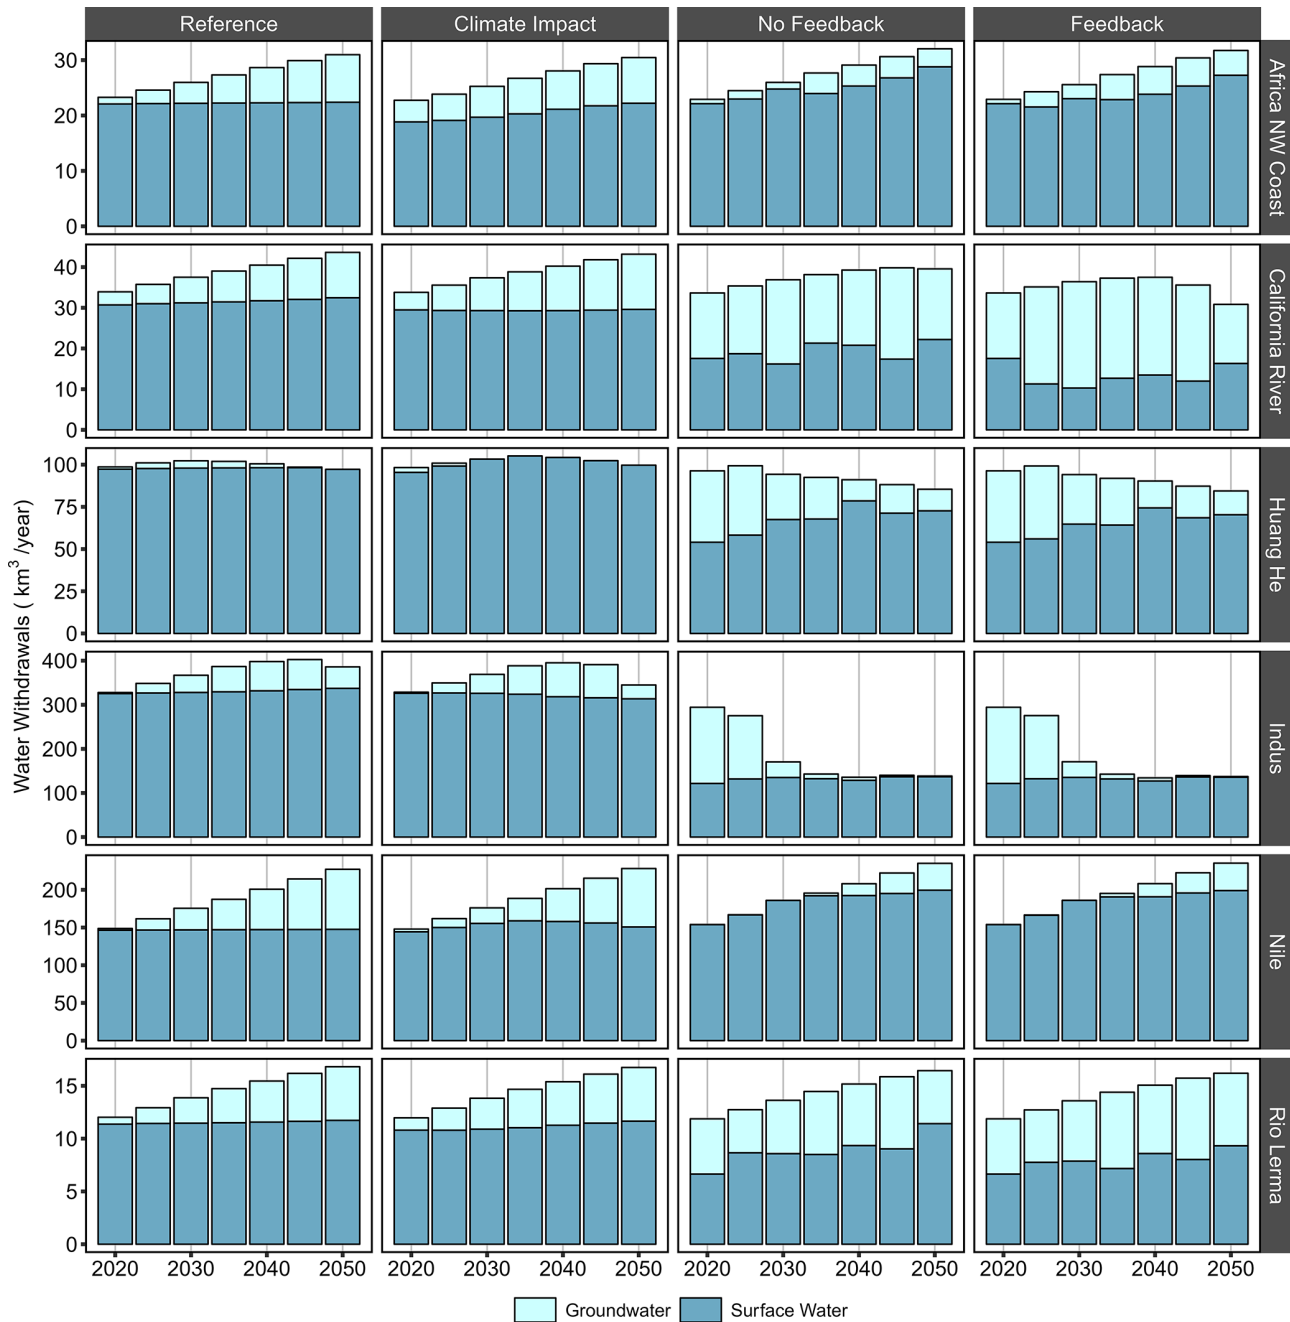 Reference Climate Impact No Feedback Feedback
Water Withdrawals ( km³ /year)
30
20
10
0
Africa NW Coast
40
30
20
10
0
California River
100
75
50
25
0
Huang He
400
300
200
100
0
Indus
200
150
100
50
0
Nile
15
10
5
0
Rio Lerma
2020 2030 2040 2050 2020 2030 2040 2050 2020 2030 2040 2050 2020 2030 2040 2050
Groundwater Surface Water